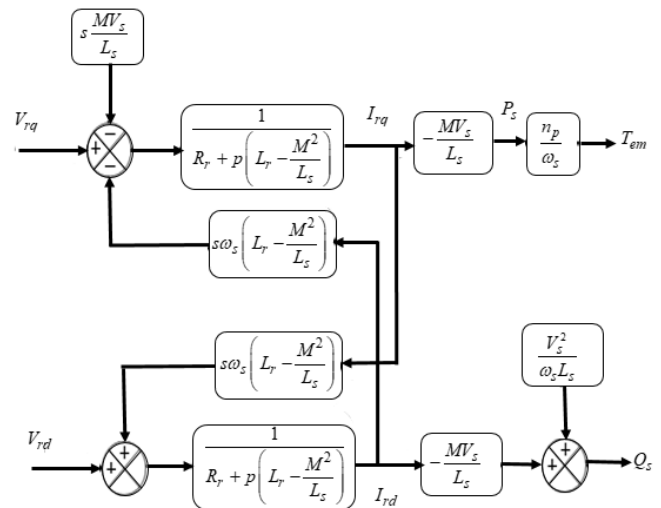 s MV_s / L_s
V_rq
+ − −
1 / (R_r + p(L_r − M² / L_s))
I_rq
− MV_s / L_s
P_s
n_p / ω_s
T_em
sω_s(L_r − M² / L_s)
sω_s(L_r − M² / L_s)
V_s² / ω_s L_s
V_rd
+ +
1 / (R_r + p(L_r − M² / L_s))
I_rd
− MV_s / L_s
+ +
Q_s